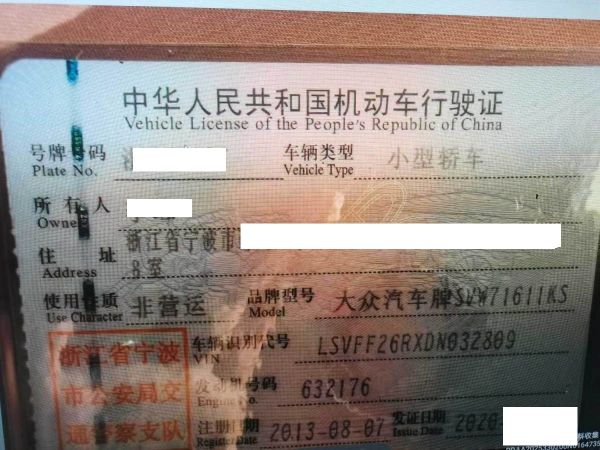 中华人民共和国机动车行驶证
Vehicle License of the People's Republic of China
号牌号码 车辆类型 小型轿车
Plate No. Vehicle Type
所有人
Owner
住址 浙江省宁波市
Address 8室
使用性质 非营运 品牌型号 大众汽车牌SVW71611KS
Use Character Model
浙江省宁波市公安局交通警察支队
车辆识别代号 LSVFF26RXDN032809
VIN
发动机号码 632176
Engine No.
注册日期 2013-08-07 发证日期 2020-
Register Date Issue Date